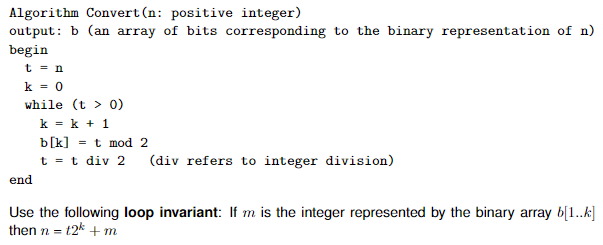 Algorithm Convert(n: positive integer)
output: b (an array of bits corresponding to the binary representation of n)
begin
t = n
k = 0
while (t > 0)
k = k + 1
b[k] = t mod 2
t = t div 2 (div refers to integer division)
end
Use the following loop invariant: If m is the integer represented by the binary array b[1..k]
then n = t2^k + m